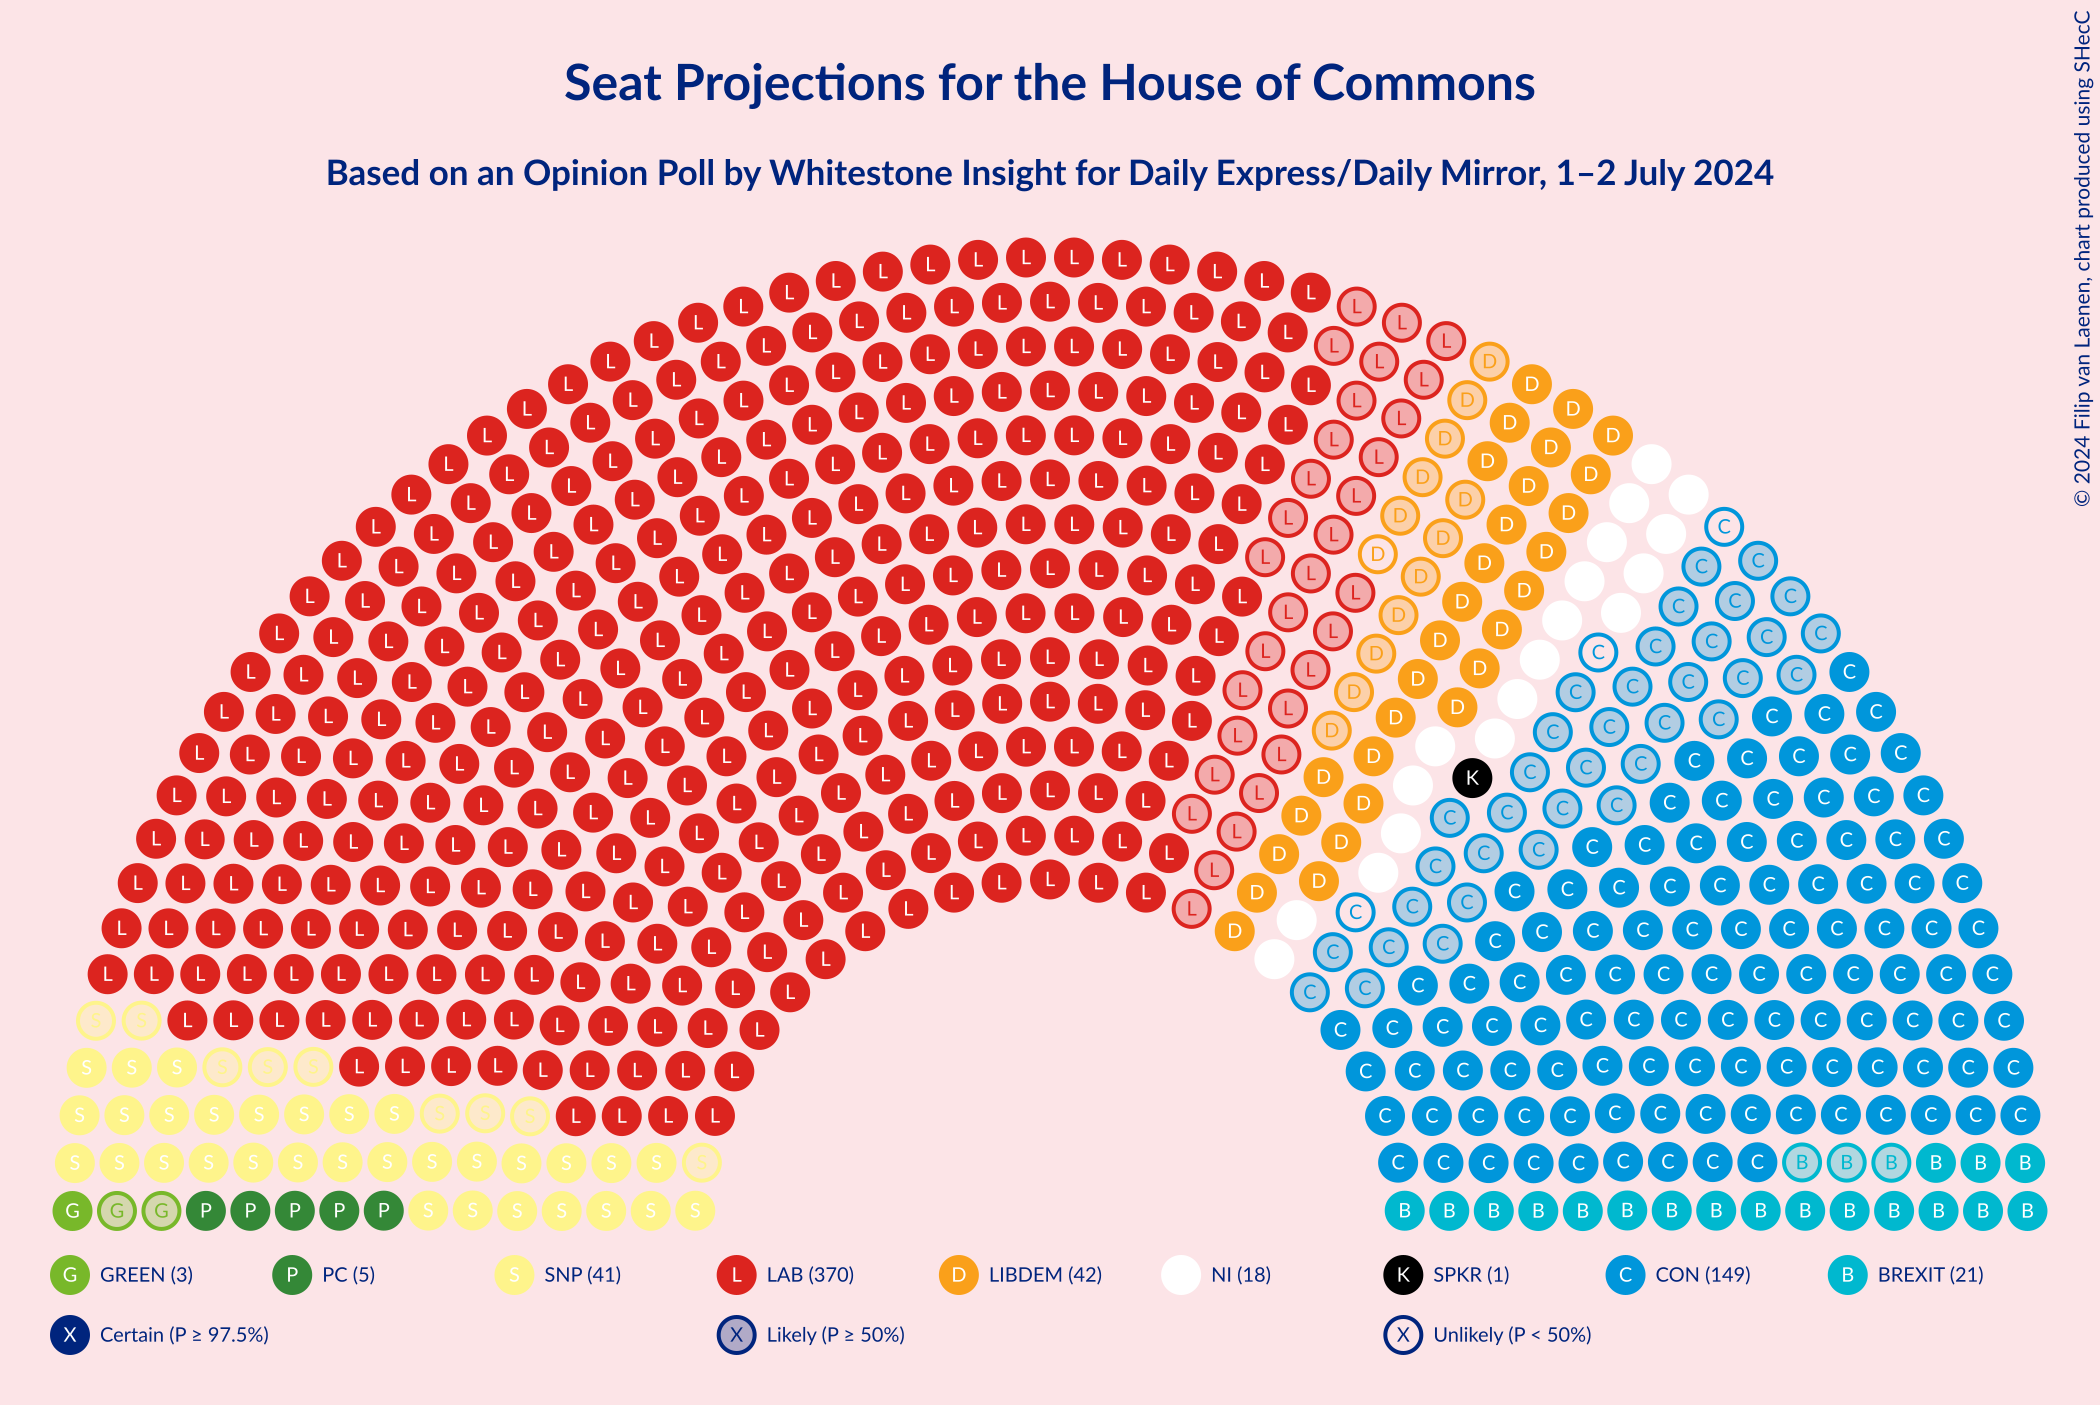 Seat Projections for the House of Commons
Based on an Opinion Poll by Whitestone Insight for Daily Express/Daily Mirror, 1–2 July 2024
© 2024 Filip van Laenen, chart produced using SHecC
G GREEN (3) P PC (5) S SNP (41) L LAB (370) D LIBDEM (42) NI (18) K SPKR (1) C CON (149) B BREXIT (21)
X Certain (P ≥ 97.5%) X Likely (P ≥ 50%) X Unlikely (P < 50%)